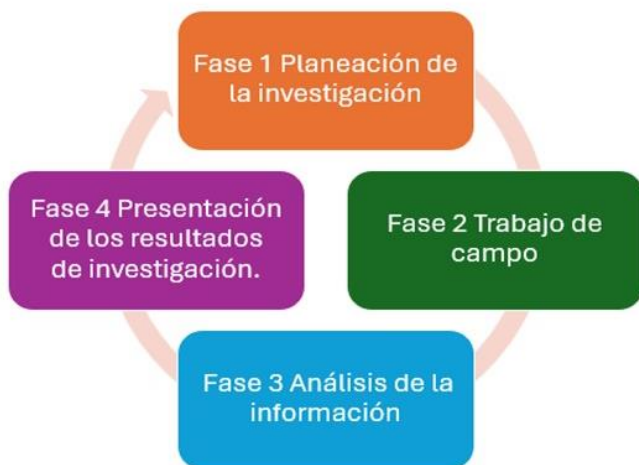 Fase 1 Planeación de
la investigación
Fase 2 Trabajo de
campo
Fase 3 Análisis de la
información
Fase 4 Presentación
de los resultados
de investigación.